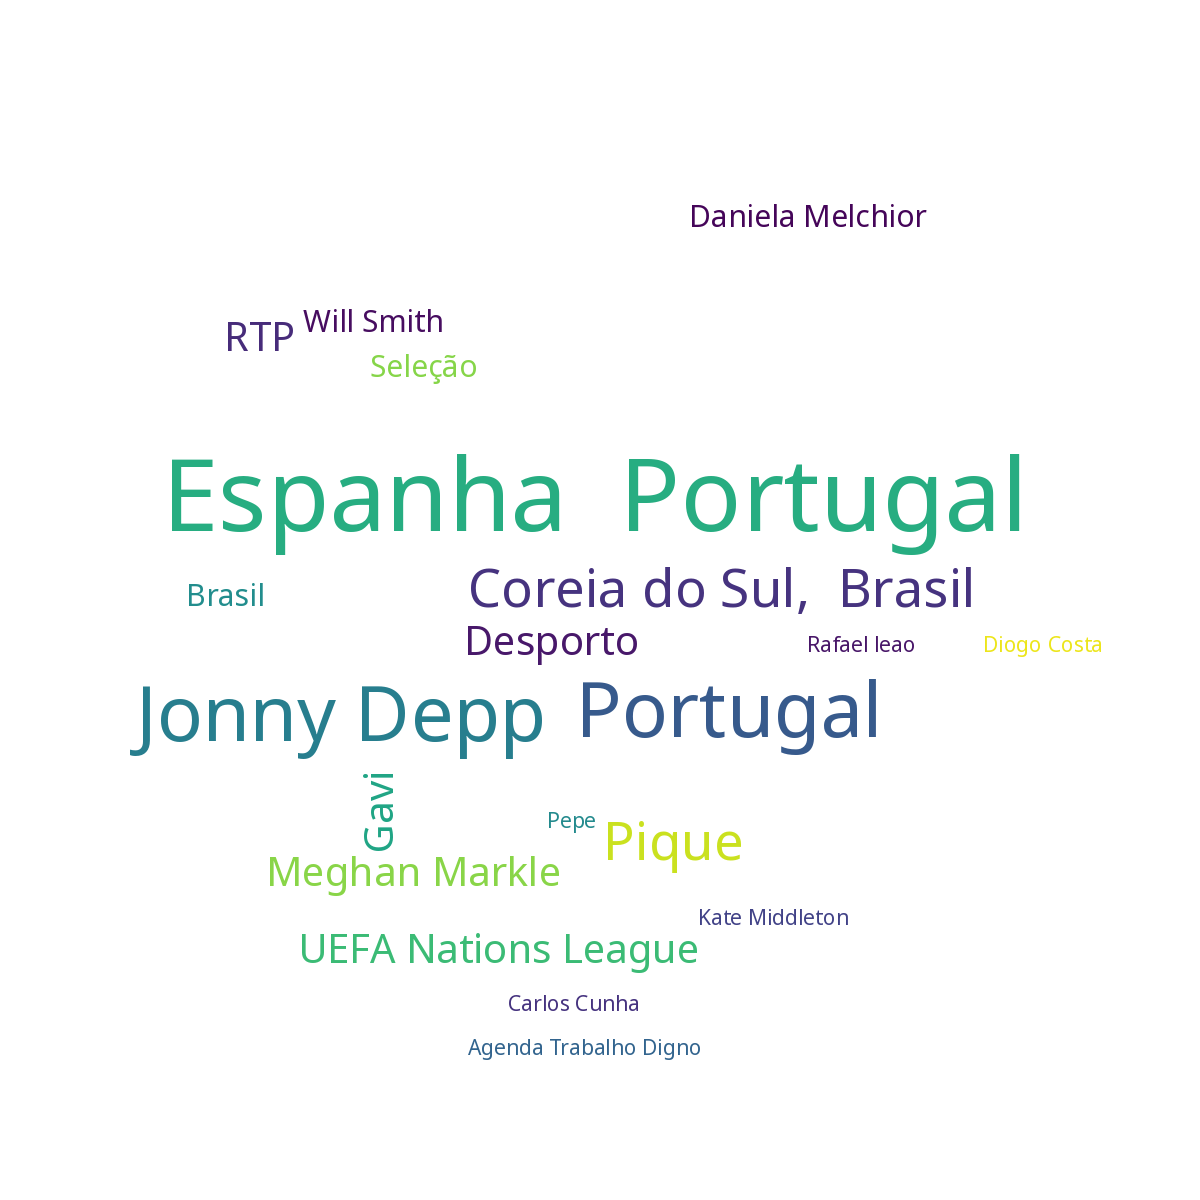 Daniela Melchior
Will Smith
RTP
Seleção
Espanha  Portugal
Coreia do Sul,  Brasil
Brasil
Desporto
Rafael leao
Diogo Costa
Jonny Depp
Portugal
Gavi
Pepe
Pique
Meghan Markle
Kate Middleton
UEFA Nations League
Carlos Cunha
Agenda Trabalho Digno